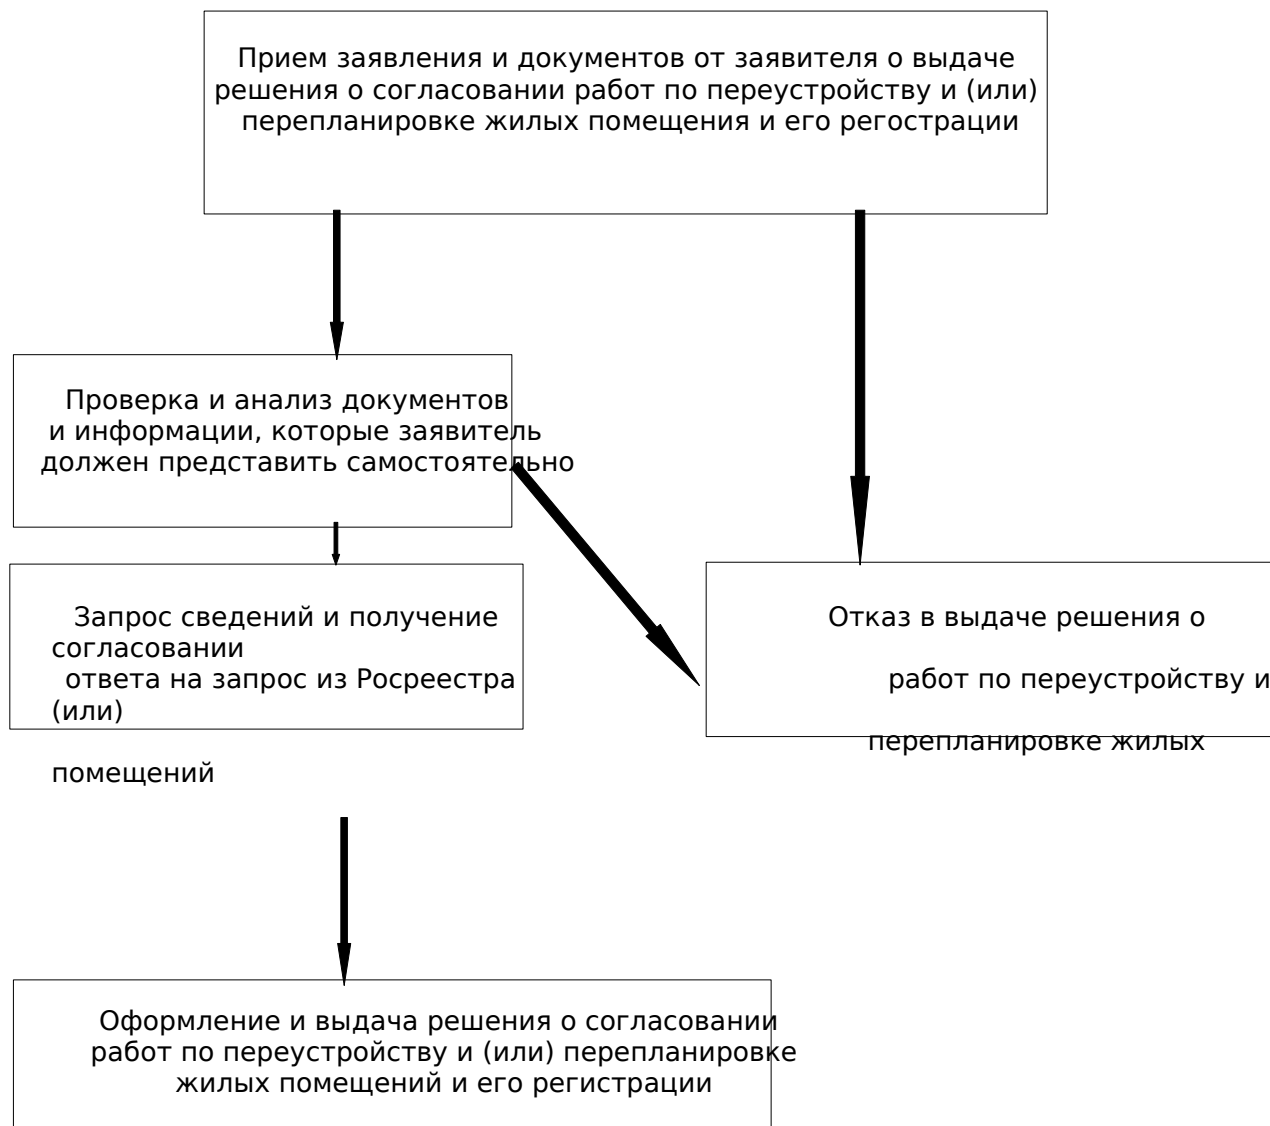 Прием заявления и документов от заявителя о выдаче
решения о согласовании работ по переустройству и (или)
перепланировке жилых помещения и его регострации
Проверка и анализ документов
и информации, которые заявитель
должен представить самостоятельно
Запрос сведений и получение
согласовании
ответа на запрос из Росреестра
(или)
помещений
Отказ в выдаче решения о
работ по переустройству и
перепланировке жилых
Оформление и выдача решения о согласовании
работ по переустройству и (или) перепланировке
жилых помещений и его регистрации